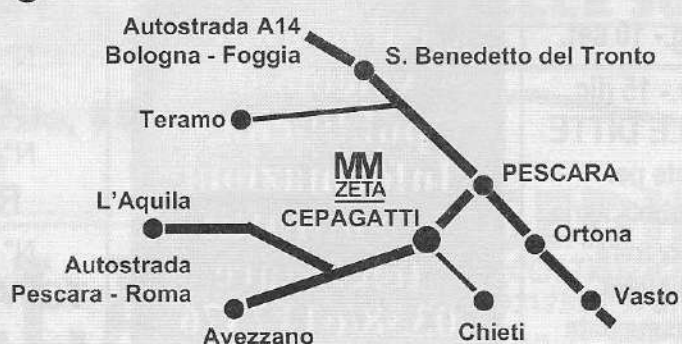 Autostrada A14
Bologna - Foggia
S. Benedetto del Tronto
Teramo
MM
ZETA
PESCARA
L'Aquila
CEPAGATTI
Ortona
Autostrada
Pescara - Roma
Vasto
Avezzano
Chieti